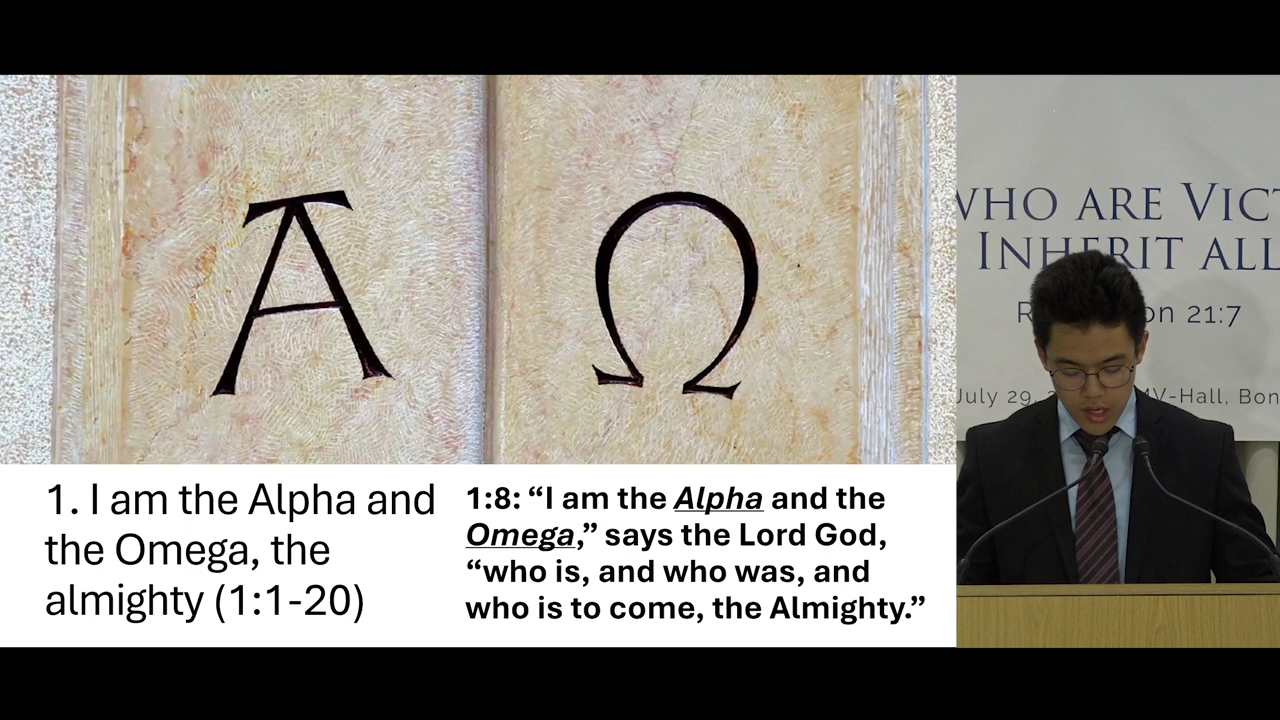 Α Ω
1. I am the Alpha and
the Omega, the
almighty (1:1-20)
1:8: “I am the Alpha and the
Omega,” says the Lord God,
“who is, and who was, and
who is to come, the Almighty.”
WHO ARE VICT
INHERIT ALL
21:7
July 29,
-Hall, Bon